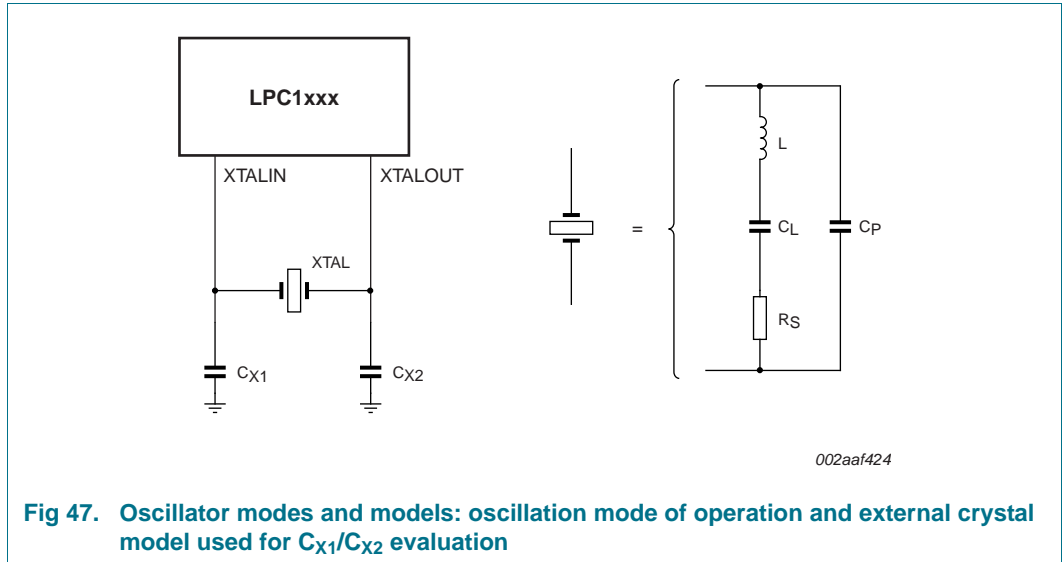 LPC1xxx
XTALIN XTALOUT
XTAL
CX1 CX2
=
L
CL CP
RS
002aaf424
Fig 47. Oscillator modes and models: oscillation mode of operation and external crystal
model used for CX1/CX2 evaluation